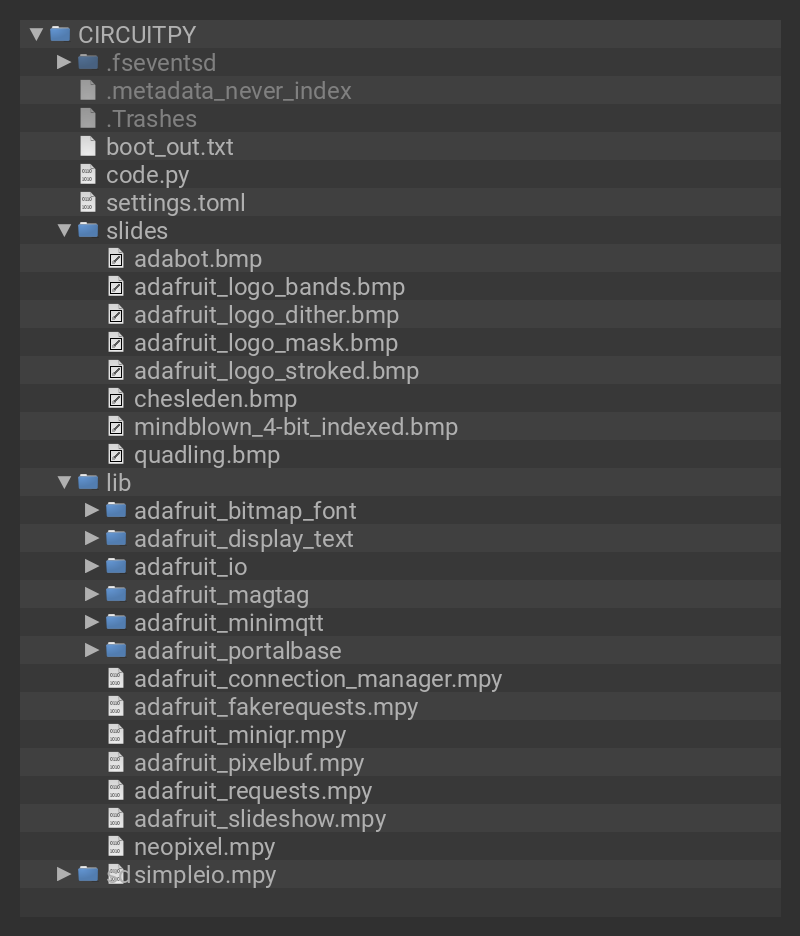 CIRCUITPY
.fseventsd
.metadata_never_index
.Trashes
boot_out.txt
code.py
settings.toml
slides
adabot.bmp
adafruit_logo_bands.bmp
adafruit_logo_dither.bmp
adafruit_logo_mask.bmp
adafruit_logo_stroked.bmp
chesleden.bmp
mindblown_4-bit_indexed.bmp
quadling.bmp
lib
adafruit_bitmap_font
adafruit_display_text
adafruit_io
adafruit_magtag
adafruit_minimqtt
adafruit_portalbase
adafruit_connection_manager.mpy
adafruit_fakerequests.mpy
adafruit_miniqr.mpy
adafruit_pixelbuf.mpy
adafruit_requests.mpy
adafruit_slideshow.mpy
neopixel.mpy
sd simpleio.mpy